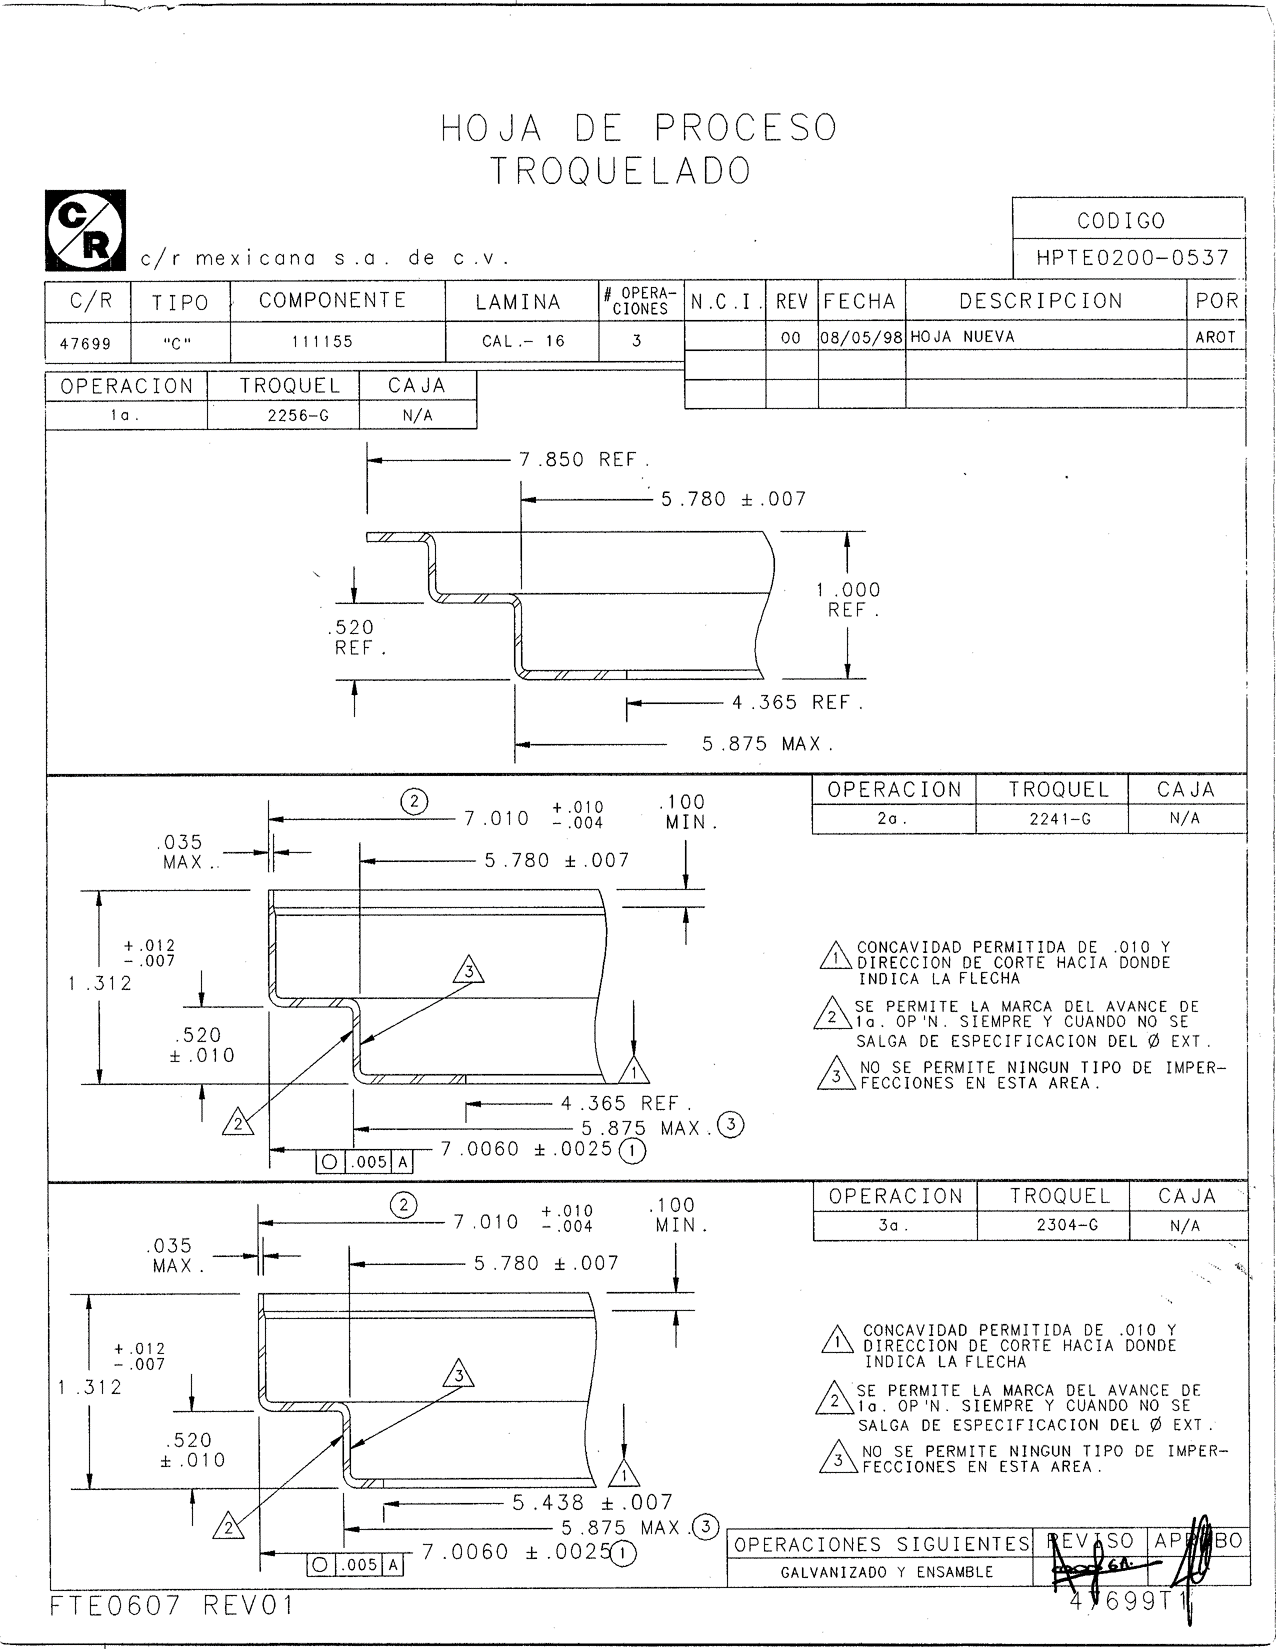 HOJA DE PROCESO
TROQUELADO
C/R
c/r mexicana s.a. de c.v.
CODIGO
HPTE0200-0537
C/R TIPO COMPONENTE LAMINA # OPERA-CIONES N.C.I. REV FECHA DESCRIPCION POR
47699 "C" 111155 CAL.- 16 3 00 08/05/98 HOJA NUEVA AROT
OPERACION TROQUEL CAJA
1a. 2256-G N/A
7.850 REF.
5.780 ±.007
1.000
REF.
.520
REF.
4.365 REF.
5.875 MAX.
OPERACION TROQUEL CAJA
2a. 2241-G N/A
2
7.010 +.010 -.004
.100
MIN.
.035
MAX.
5.780 ±.007
+.012
-.007
1.312
3
.520
±.010
1
2
4.365 REF.
5.875 MAX. 3
7.0060 ±.0025 1
○ .005 A
1 CONCAVIDAD PERMITIDA DE .010 Y
DIRECCION DE CORTE HACIA DONDE
INDICA LA FLECHA
2 SE PERMITE LA MARCA DEL AVANCE DE
1a. OP'N. SIEMPRE Y CUANDO NO SE
SALGA DE ESPECIFICACION DEL Ø EXT.
3 NO SE PERMITE NINGUN TIPO DE IMPER-
FECCIONES EN ESTA AREA.
OPERACION TROQUEL CAJA
3a. 2304-G N/A
2
7.010 +.010 -.004
.100
MIN.
.035
MAX.
5.780 ±.007
+.012
-.007
1.312
3
.520
±.010
1
2
5.438 ±.007
5.875 MAX. 3
7.0060 ±.0025 1
○ .005 A
1 CONCAVIDAD PERMITIDA DE .010 Y
DIRECCION DE CORTE HACIA DONDE
INDICA LA FLECHA
2 SE PERMITE LA MARCA DEL AVANCE DE
1a. OP'N. SIEMPRE Y CUANDO NO SE
SALGA DE ESPECIFICACION DEL Ø EXT.
3 NO SE PERMITE NINGUN TIPO DE IMPER-
FECCIONES EN ESTA AREA.
OPERACIONES SIGUIENTES REVISO APROBO
GALVANIZADO Y ENSAMBLE
FTE0607 REV01
47699T1